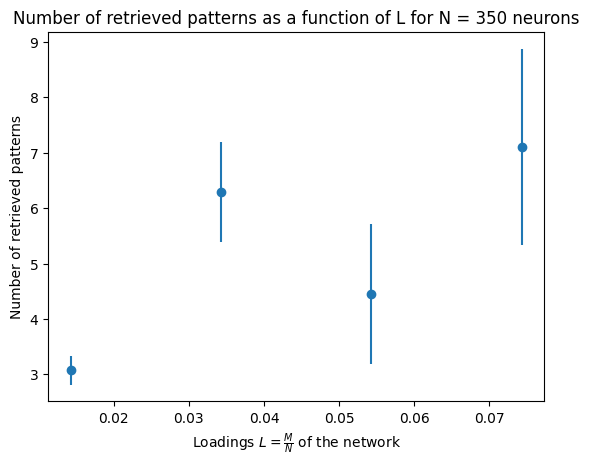 Number of retrieved patterns as a function of L for N = 350 neurons
Number of retrieved patterns
9
8
7
6
5
4
3
0.02 0.03 0.04 0.05 0.06 0.07
Loadings L = M/N of the network